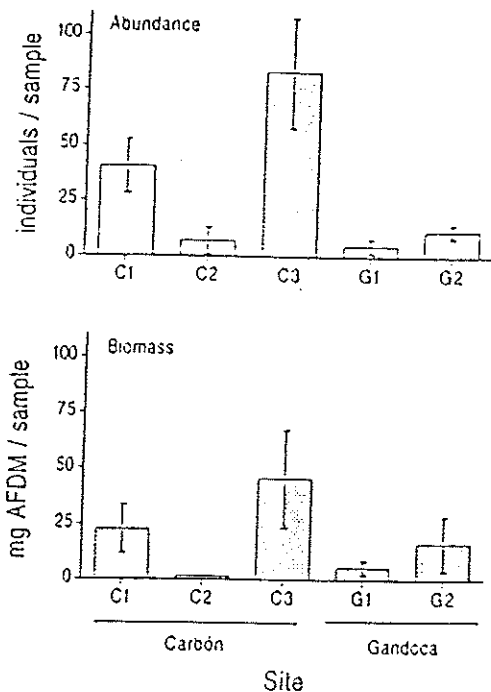 Abundance
individuals / sample
100
75
50
25
0
C1 C2 C3 G1 G2
Biomass
mg AFDM / sample
100
75
50
25
0
C1 C2 C3 G1 G2
Carbón Gandoca
Site